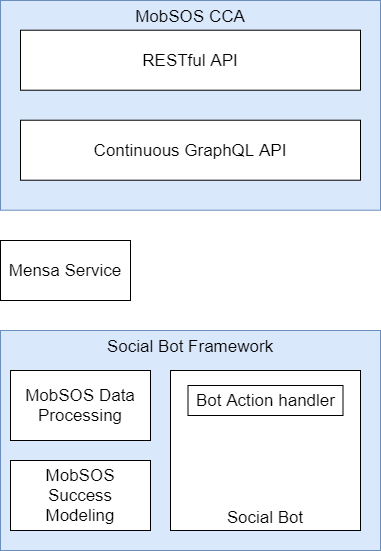 MobSOS CCA
RESTful API
Continuous GraphQL API
Mensa Service
Social Bot Framework
MobSOS Data
Processing
MobSOS
Success
Modeling
Bot Action handler
Social Bot